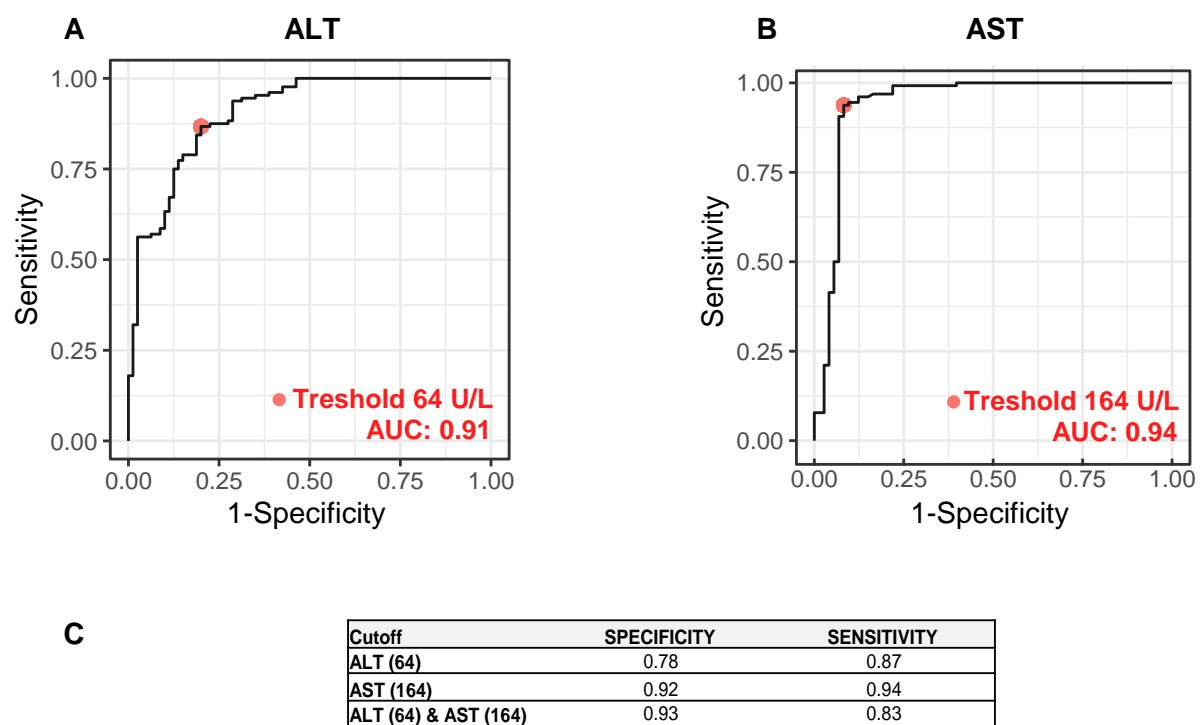 A
ALT
1.00
0.75
0.50
0.25
0.00
Sensitivity
Treshold 64 U/L
AUC: 0.91
0.00 0.25 0.50 0.75 1.00
1-Specificity
B
AST
1.00
0.75
0.50
0.25
0.00
Sensitivity
Treshold 164 U/L
AUC: 0.94
0.00 0.25 0.50 0.75 1.00
1-Specificity
C
Cutoff SPECIFICITY SENSITIVITY
ALT (64) 0.78 0.87
AST (164) 0.92 0.94
ALT (64) & AST (164) 0.93 0.83